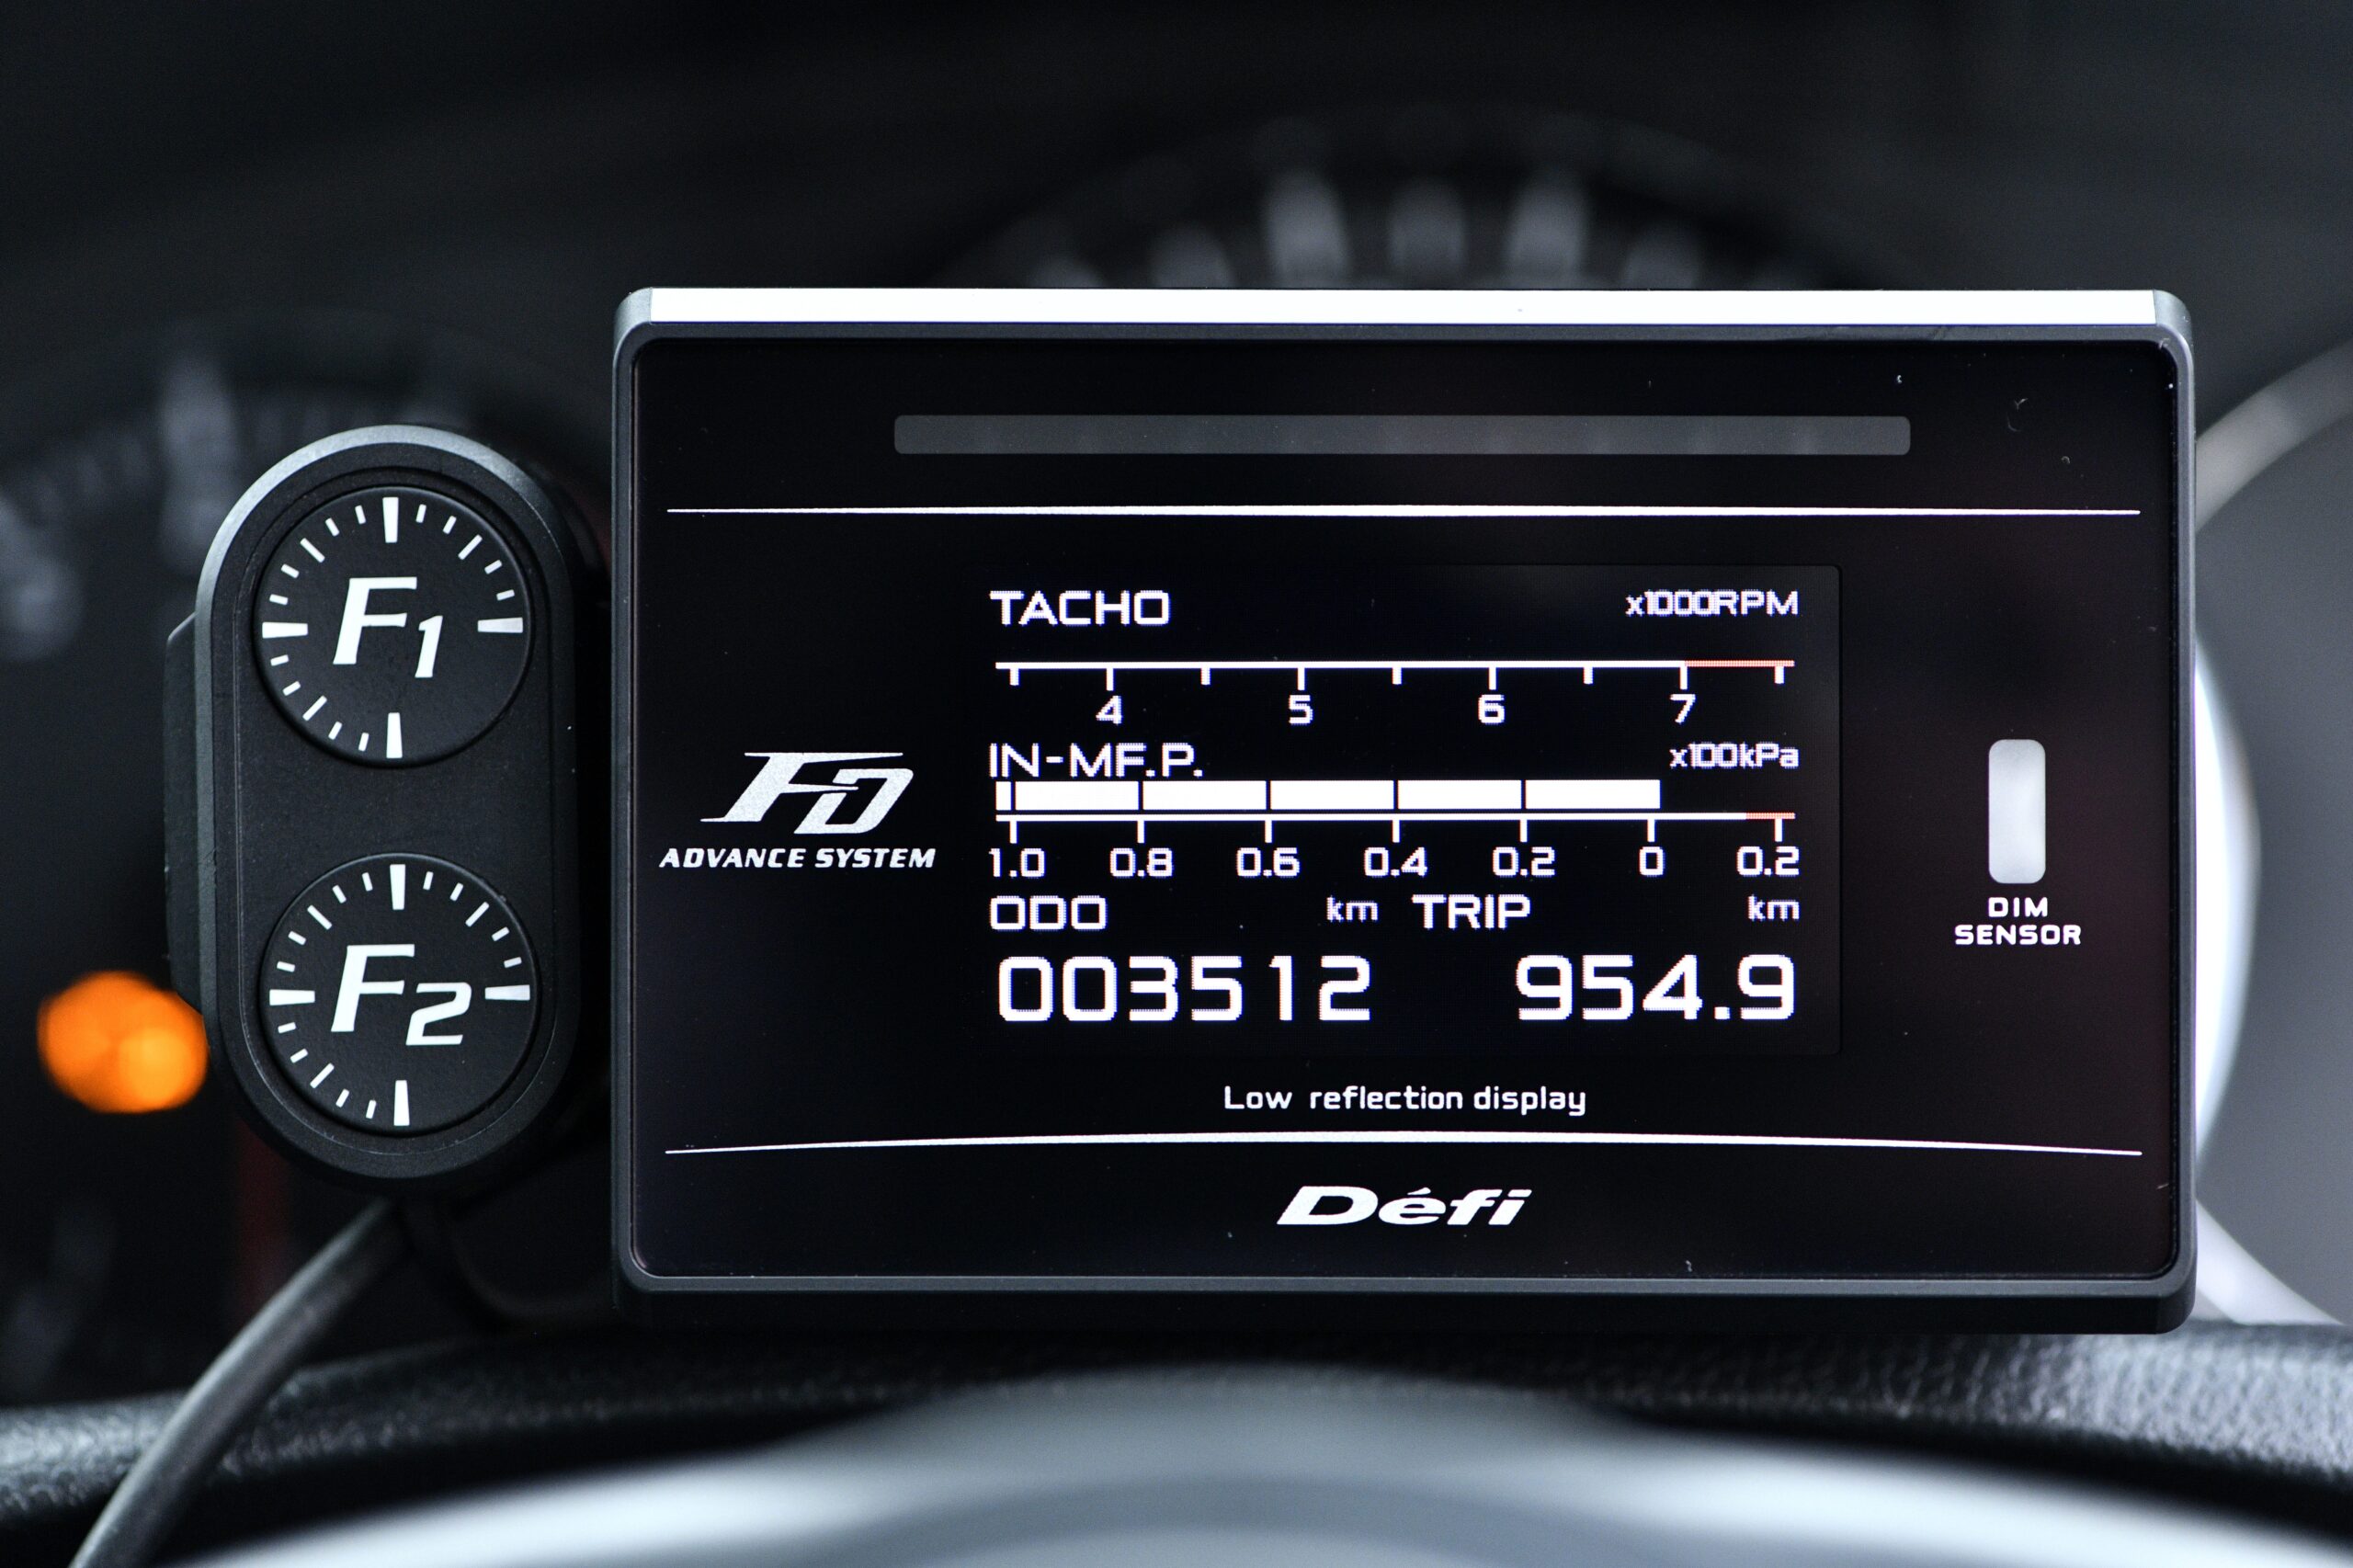 F1
F2
TACHO x1000RPM
4 5 6 7
IN-MF.P. x100kPa
1.0 0.8 0.6 0.4 0.2 0 0.2
ODO km TRIP km
003512 954.9
FD
ADVANCE SYSTEM
DIM
SENSOR
Low reflection display
Défi